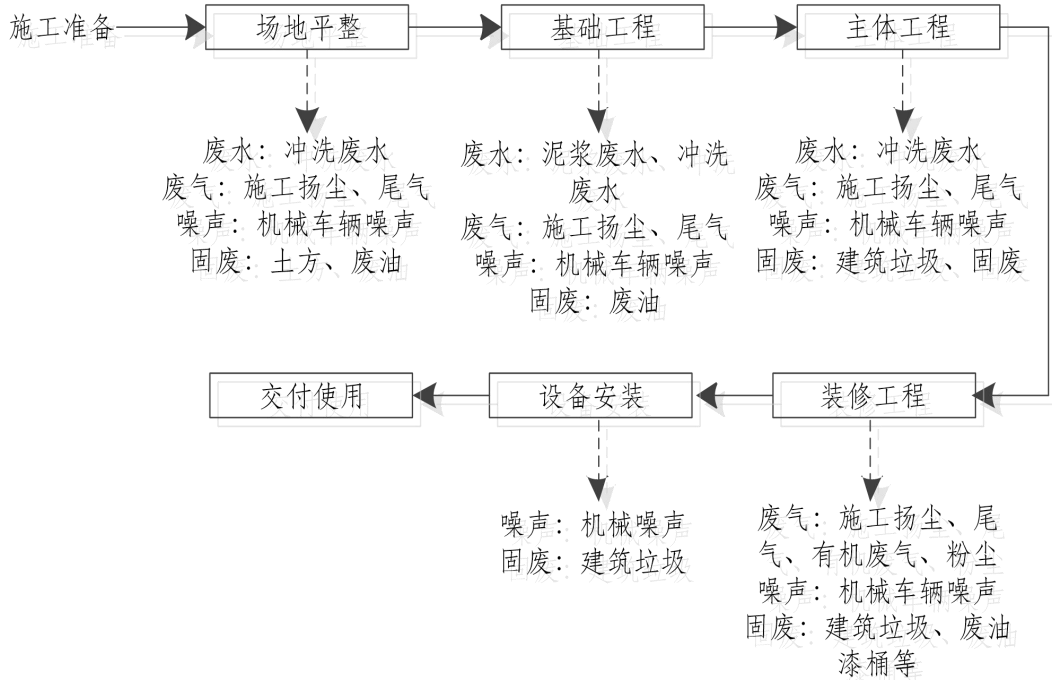 施工准备
场地平整
基础工程
主体工程
废水：冲洗废水
废气：施工扬尘、尾气
噪声：机械车辆噪声
固废：土方、废油
废水：泥浆废水、冲洗
废水
废气：施工扬尘、尾气
噪声：机械车辆噪声
固废：废油
废水：冲洗废水
废气：施工扬尘、尾气
噪声：机械车辆噪声
固废：建筑垃圾、固废
交付使用
设备安装
装修工程
噪声：机械噪声
固废：建筑垃圾
废气：施工扬尘、尾
气、有机废气、粉尘
噪声：机械车辆噪声
固废：建筑垃圾、废油
漆桶等